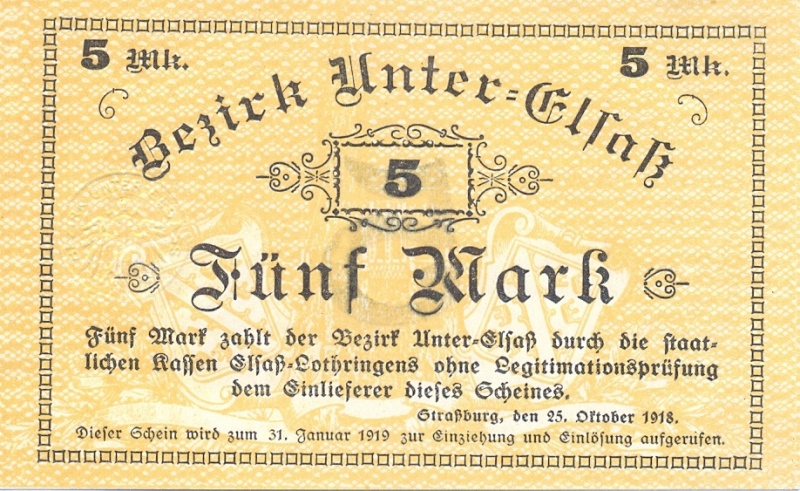 5 Mk.
5 Mk.
Bezirk Unter-Elsaß
5
Fünf Mark
Fünf Mark zahlt der Bezirk Unter-Elsaß durch die staat-
lichen Kassen Elsaß-Lothringens ohne Legitimationsprüfung
dem Einlieferer dieses Scheines.
Straßburg, den 25. Oktober 1918.
Dieser Schein wird zum 31. Januar 1919 zur Einziehung und Einlösung aufgerufen.